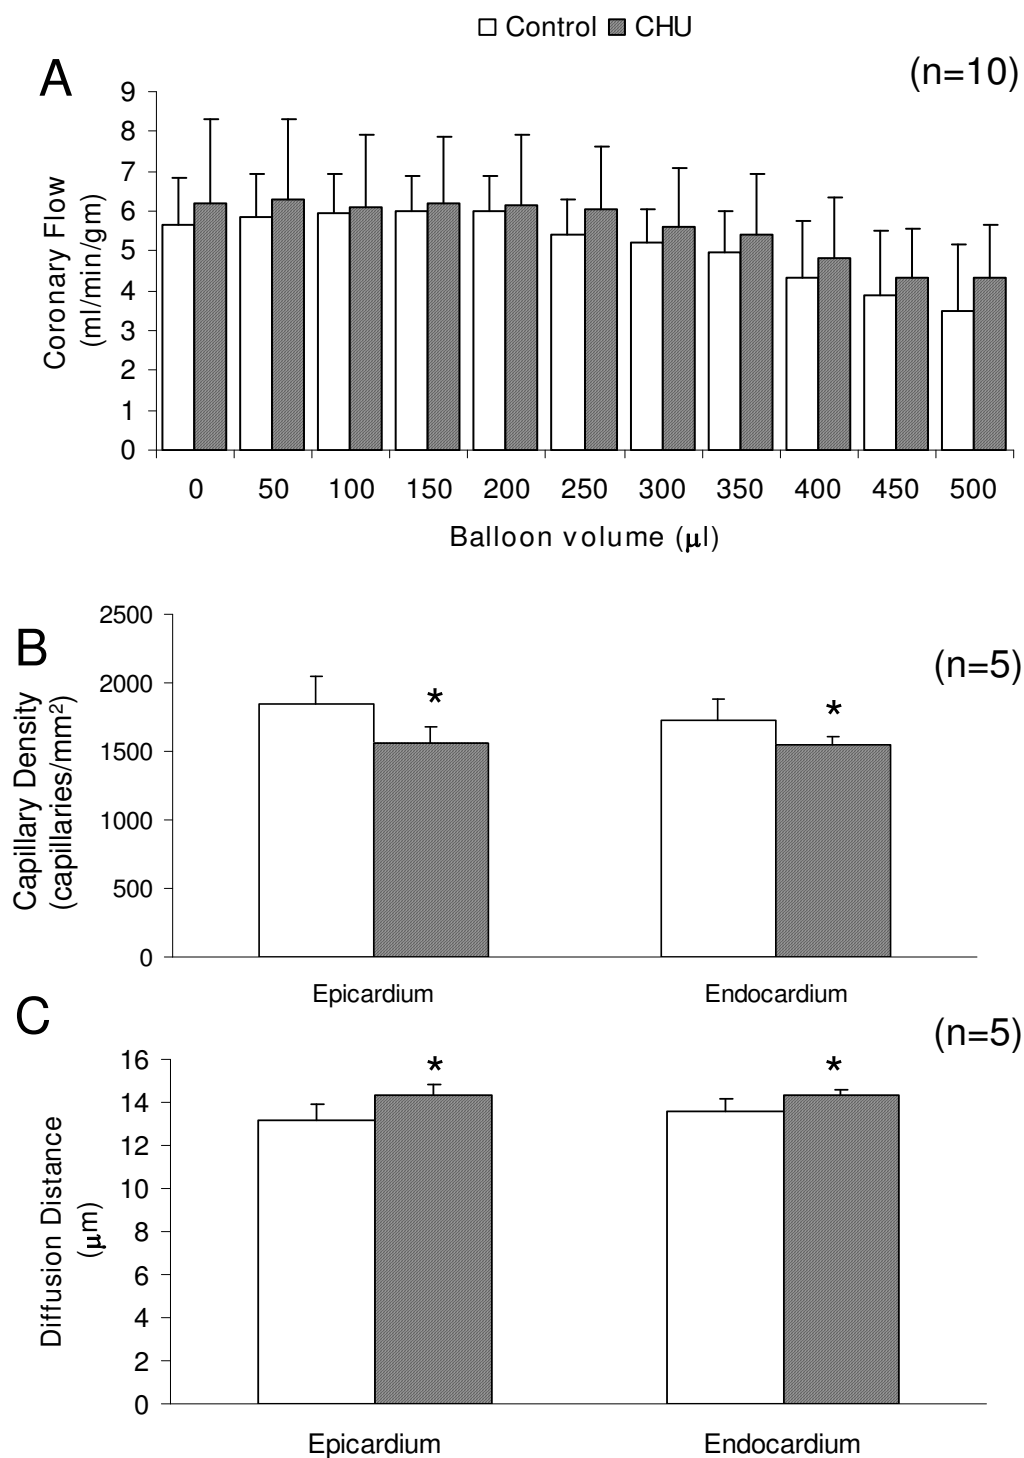 Control CHU
A
(n=10)
Coronary Flow
(ml/min/gm)
9
8
7
6
5
4
3
2
1
0
0 50 100 150 200 250 300 350 400 450 500
Balloon volume (μl)
B
(n=5)
Capillary Density
(capillaries/mm²)
2500
2000
1500
1000
500
0
* *
Epicardium Endocardium
C
(n=5)
Diffusion Distance
(μm)
16
14
12
10
8
6
4
2
0
* *
Epicardium Endocardium